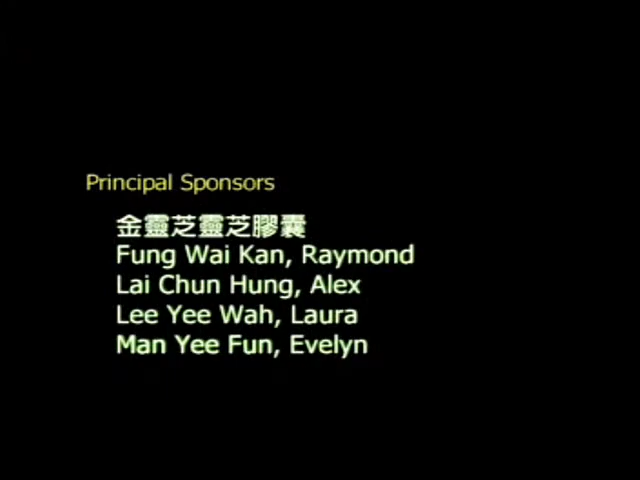 Principal Sponsors
金靈芝靈芝膠囊
Fung Wai Kan, Raymond
Lai Chun Hung, Alex
Lee Yee Wah, Laura
Man Yee Fun, Evelyn